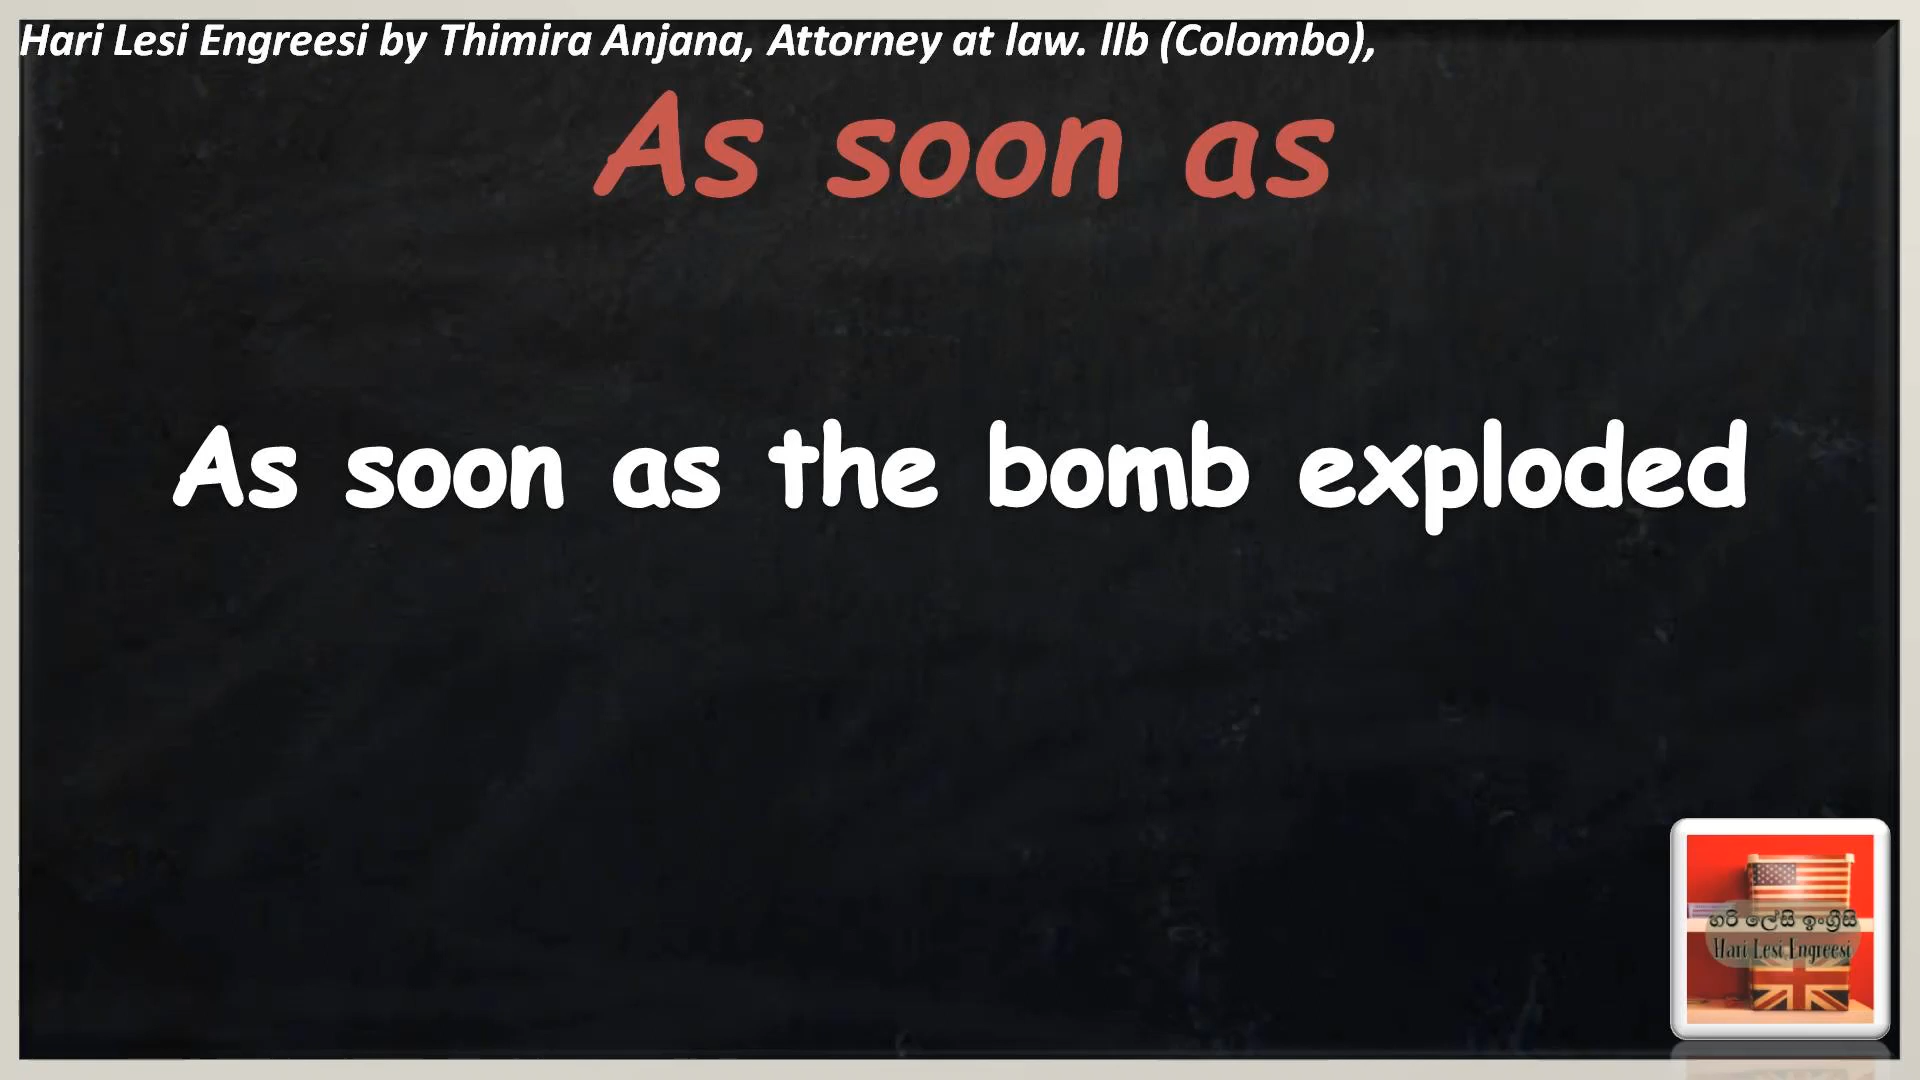 Hari Lesi Engreesi by Thimira Anjana, Attorney at law. llb (Colombo),
As soon as
As soon as the bomb exploded
හරි ලේසි ඉංග්‍රීසි
Hari Lesi Engreesi